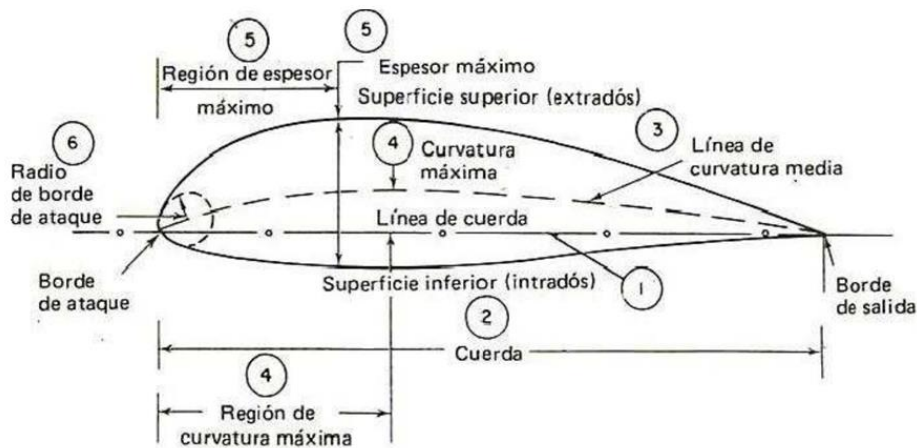 5
Región de espesor
máximo
5
Espesor máximo
Superficie superior (extradós)
3
Línea de
curvatura media
4
Curvatura
máxima
6
Radio
de borde
de ataque
Línea de cuerda
Borde
de ataque
Superficie inferior (intradós)
1
Borde
de salida
2
Cuerda
4
Región de
curvatura máxima